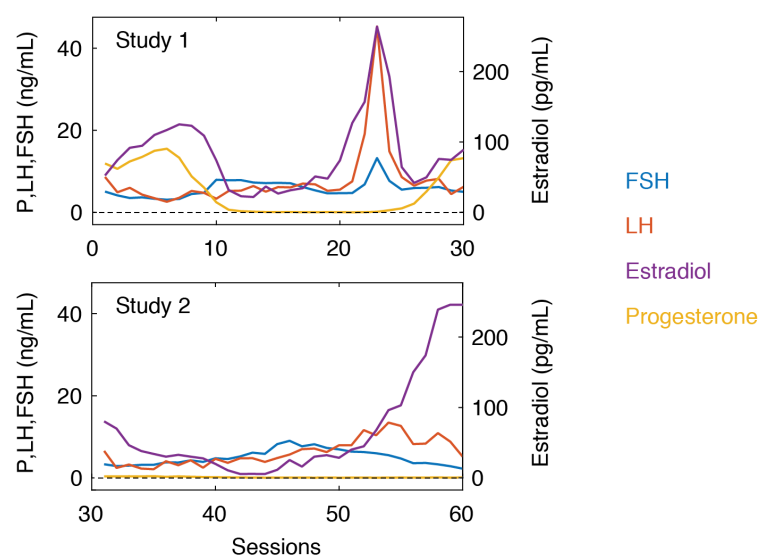 Study 1
P,LH,FSH (ng/mL)
40
20
0
Estradiol (pg/mL)
200
100
0
0
10
20
30
Study 2
P,LH,FSH (ng/mL)
40
20
0
Estradiol (pg/mL)
200
100
0
30
40
50
60
Sessions
FSH
LH
Estradiol
Progesterone